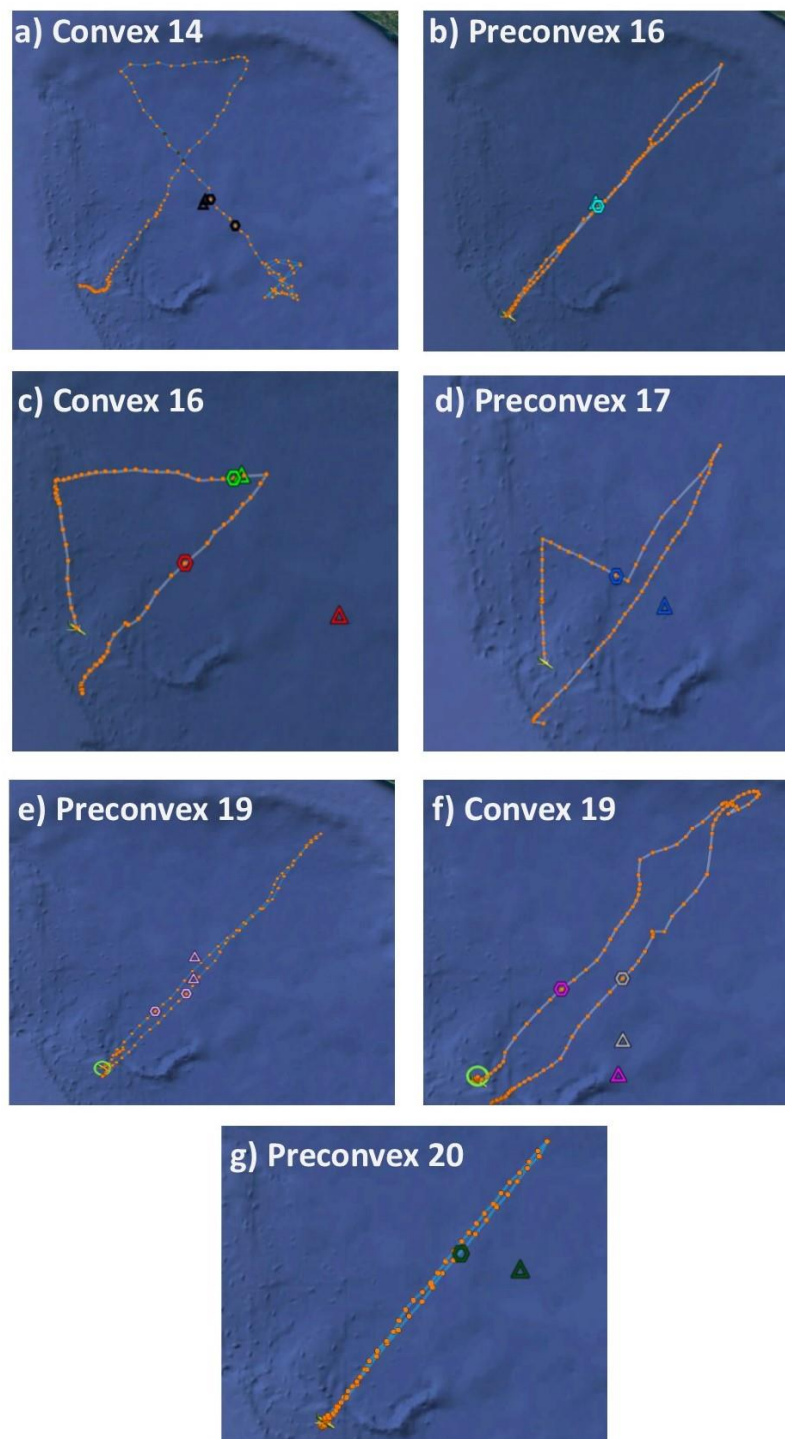 a) Convex 14
b) Preconvex 16
c) Convex 16
d) Preconvex 17
e) Preconvex 19
f) Convex 19
g) Preconvex 20